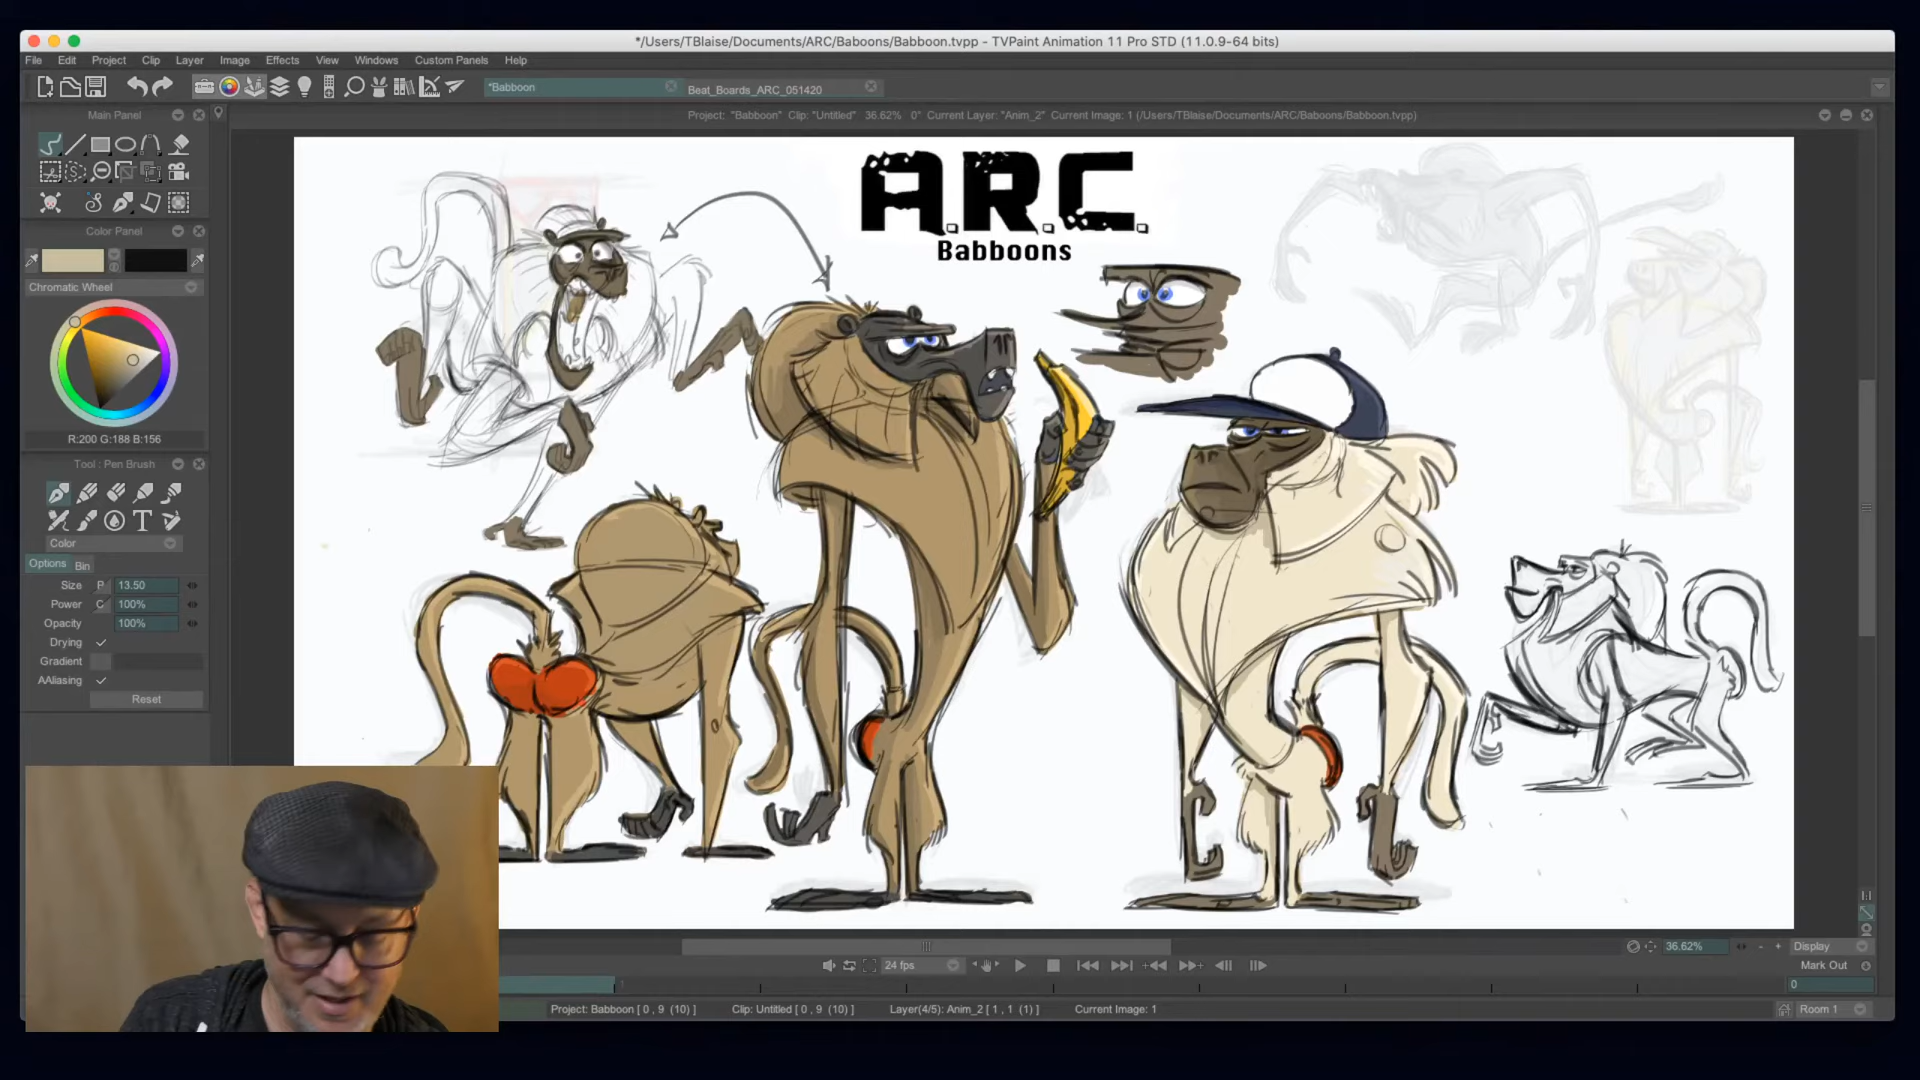 */Users/TBlaise/Documents/ARC/Baboons/Babboon.tvpp - TVPaint Animation 11 Pro STD (11.0.9-64 bits)
File Edit Project Clip Layer Image Effects View Windows Custom Panels Help
*Babboon
Beat_Boards_ARC_051420
Main Panel
Project: "Babboon" Clip: "Untitled" 36.62% 0° Current Layer: "Anim_2" Current Image: 1 (/Users/TBlaise/Documents/ARC/Baboons/Babboon.tvpp)
A.R.C.
Babboons
Color Panel
Chromatic Wheel
R:200 G:188 B:156
Tool : Pen Brush
T
Color
Options Bin
Size P 13.50
Power C 100%
Opacity 100%
Drying
Gradient
AAliasing
Reset
1:1
36.62% - + Display
24 fps
Mark Out
1
0
Project: Babboon [ 0 , 9 (10) ] Clip: Untitled [ 0 , 9 (10) ] Layer(4/5): Anim_2 [ 1 , 1 (1) ] Current Image: 1
Room 1